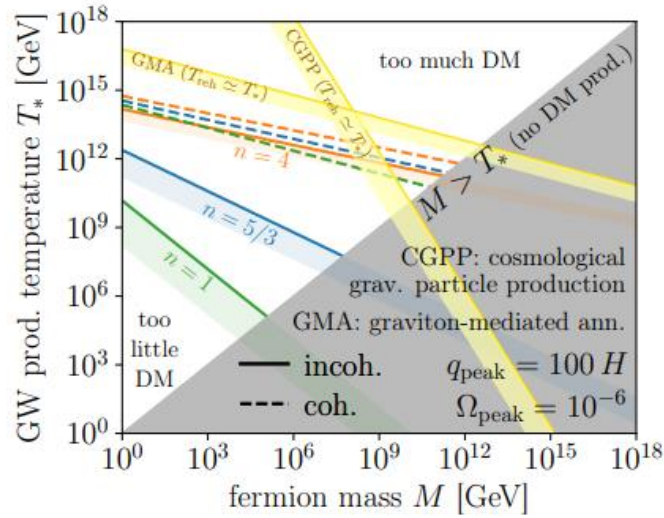 GW prod. temperature T_* [GeV]
10^18
10^15
10^12
10^9
10^6
10^3
10^0
GMA (T_reh ≃ T_*)
CGPP (T_reh ≃ T_*)
too much DM
n = 4
n = 5/3
n = 1
M > T_* (no DM prod.)
CGPP: cosmological
grav. particle production
GMA: graviton-mediated ann.
too
little
DM
incoh.
q_peak = 100 H
coh.
Ω_peak = 10^-6
10^0 10^3 10^6 10^9 10^12 10^15 10^18
fermion mass M [GeV]